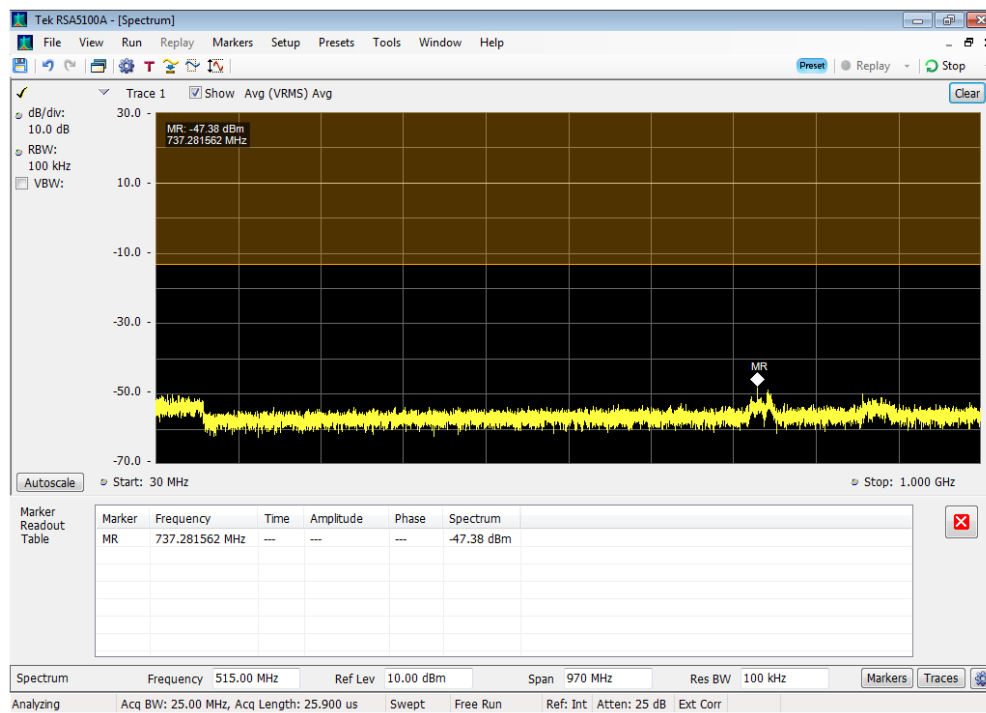 Tek RSA5100A - [Spectrum]
File View Run Replay Markers Setup Presets Tools Window Help
T Preset Replay Stop
Trace 1 Show Avg (VRMS) Avg Clear
dB/div:
10.0 dB
RBW:
100 kHz
VBW:
30.0 -
10.0 -
-10.0 -
-30.0 -
-50.0 -
-70.0 -
MR: -47.38 dBm
737.281562 MHz
MR
Autoscale Start: 30 MHz Stop: 1.000 GHz
Marker
Readout
Table
Marker Frequency Time Amplitude Phase Spectrum
MR 737.281562 MHz --- --- --- -47.38 dBm
Spectrum Frequency 515.00 MHz Ref Lev 10.00 dBm Span 970 MHz Res BW 100 kHz Markers Traces
Analyzing Acq BW: 25.00 MHz, Acq Length: 25.900 us Swept Free Run Ref: Int Atten: 25 dB Ext Corr